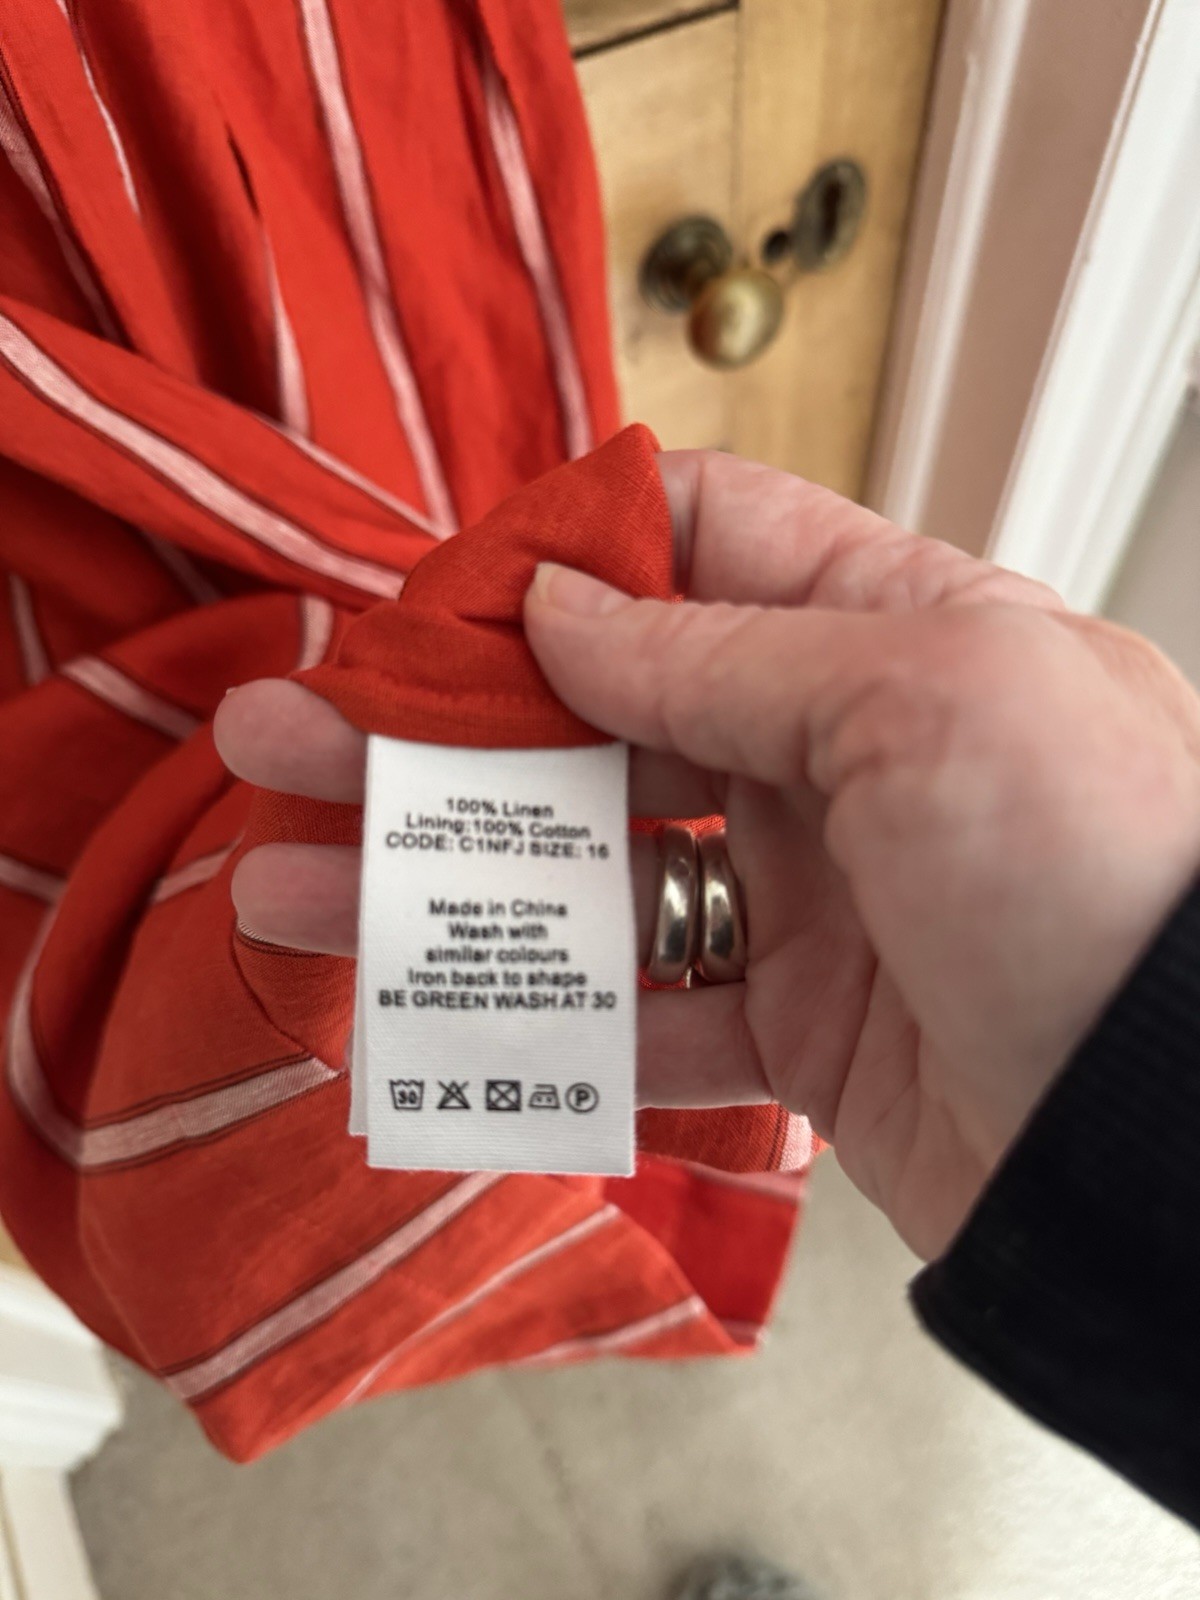 100% Linen
Lining:100% Cotton
CODE: C1NFJ SIZE: 16
Made in China
Wash with
similar colours
Iron back to shape
BE GREEN WASH AT 30
30 P